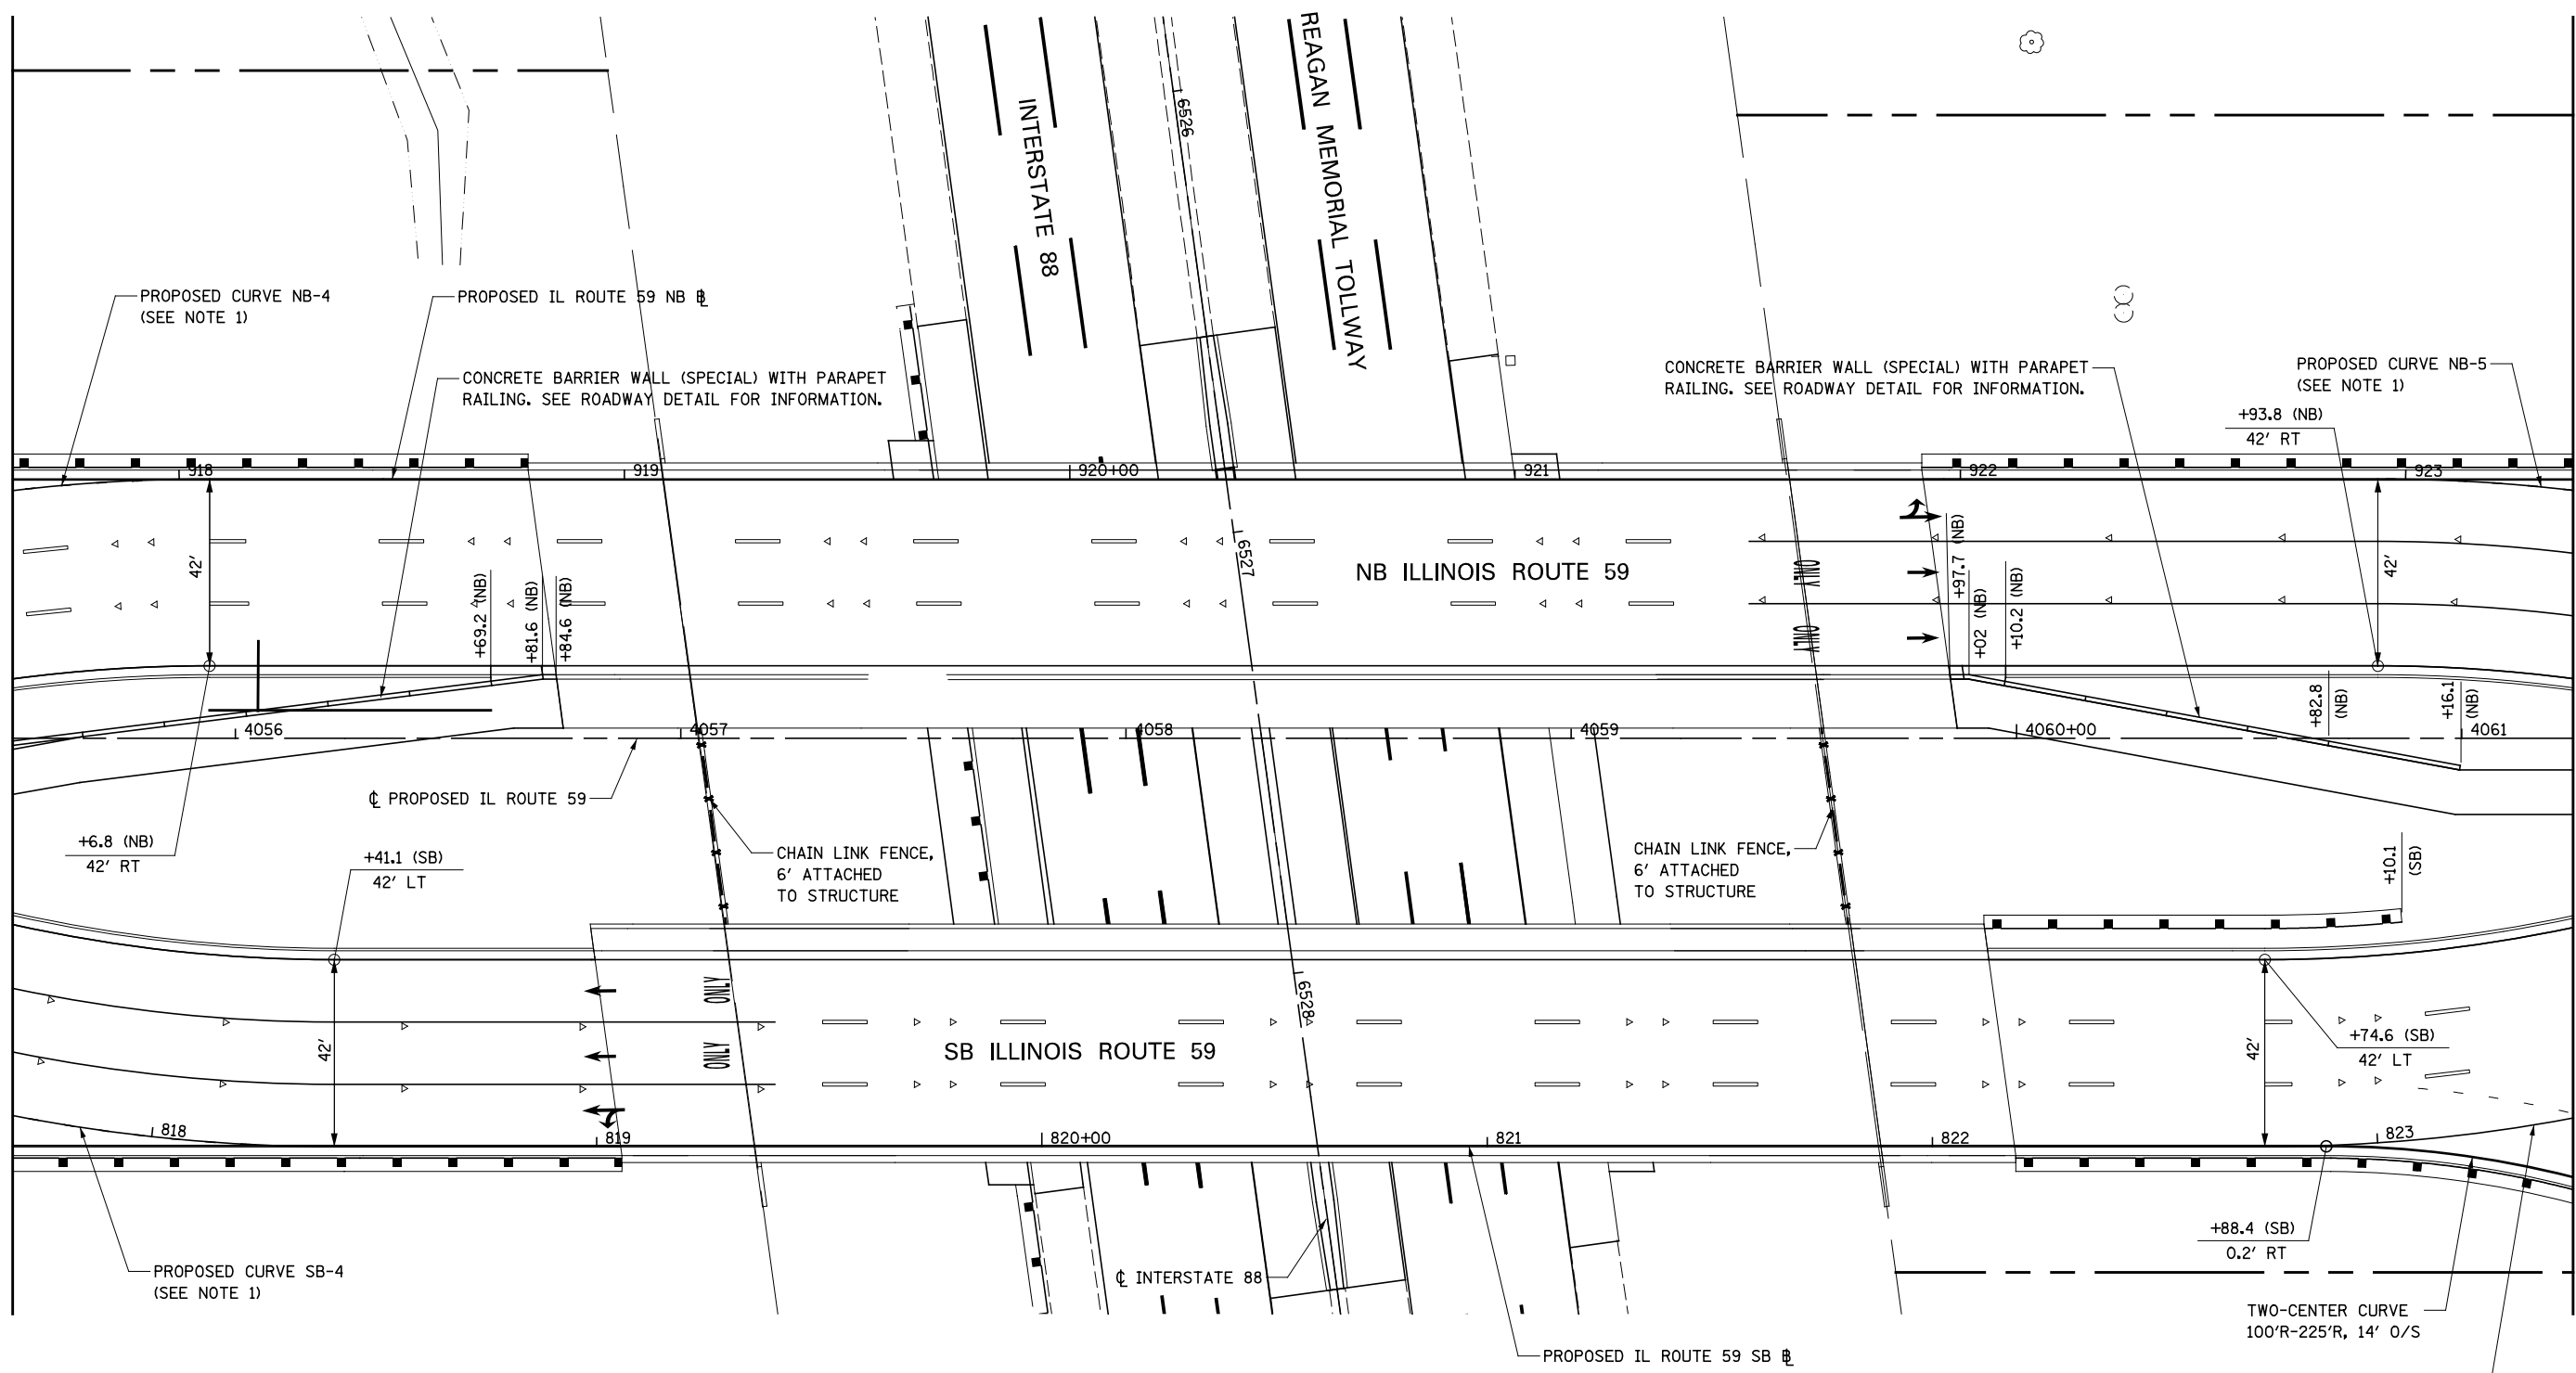 INTERSTATE 88
6526
REAGAN MEMORIAL TOLLWAY
PROPOSED CURVE NB-4
(SEE NOTE 1)
PROPOSED IL ROUTE 59 NB ℄
CONCRETE BARRIER WALL (SPECIAL) WITH PARAPET
RAILING. SEE ROADWAY DETAIL FOR INFORMATION.
CONCRETE BARRIER WALL (SPECIAL) WITH PARAPET
RAILING. SEE ROADWAY DETAIL FOR INFORMATION.
PROPOSED CURVE NB-5
(SEE NOTE 1)
+93.8 (NB)
42' RT
918
919
920+00
921
922
923
42'
+69.2 (NB)
+81.6 (NB)
+84.6 (NB)
6527
NB ILLINOIS ROUTE 59
ONLY
ONLY
+97.7 (NB)
+02 (NB)
+10.2 (NB)
42'
+82.8
(NB)
+16.1
(NB)
4056
4057
4058
4059
4060+00
4061
℄ PROPOSED IL ROUTE 59
+6.8 (NB)
42' RT
+41.1 (SB)
42' LT
CHAIN LINK FENCE,
6' ATTACHED
TO STRUCTURE
CHAIN LINK FENCE,
6' ATTACHED
TO STRUCTURE
+10.1
(SB)
42'
ONLY
ONLY
6528
SB ILLINOIS ROUTE 59
42'
+74.6 (SB)
42' LT
818
819
820+00
821
822
823
+88.4 (SB)
0.2' RT
PROPOSED CURVE SB-4
(SEE NOTE 1)
℄ INTERSTATE 88
TWO-CENTER CURVE
100'R-225'R, 14' O/S
PROPOSED IL ROUTE 59 SB ℄